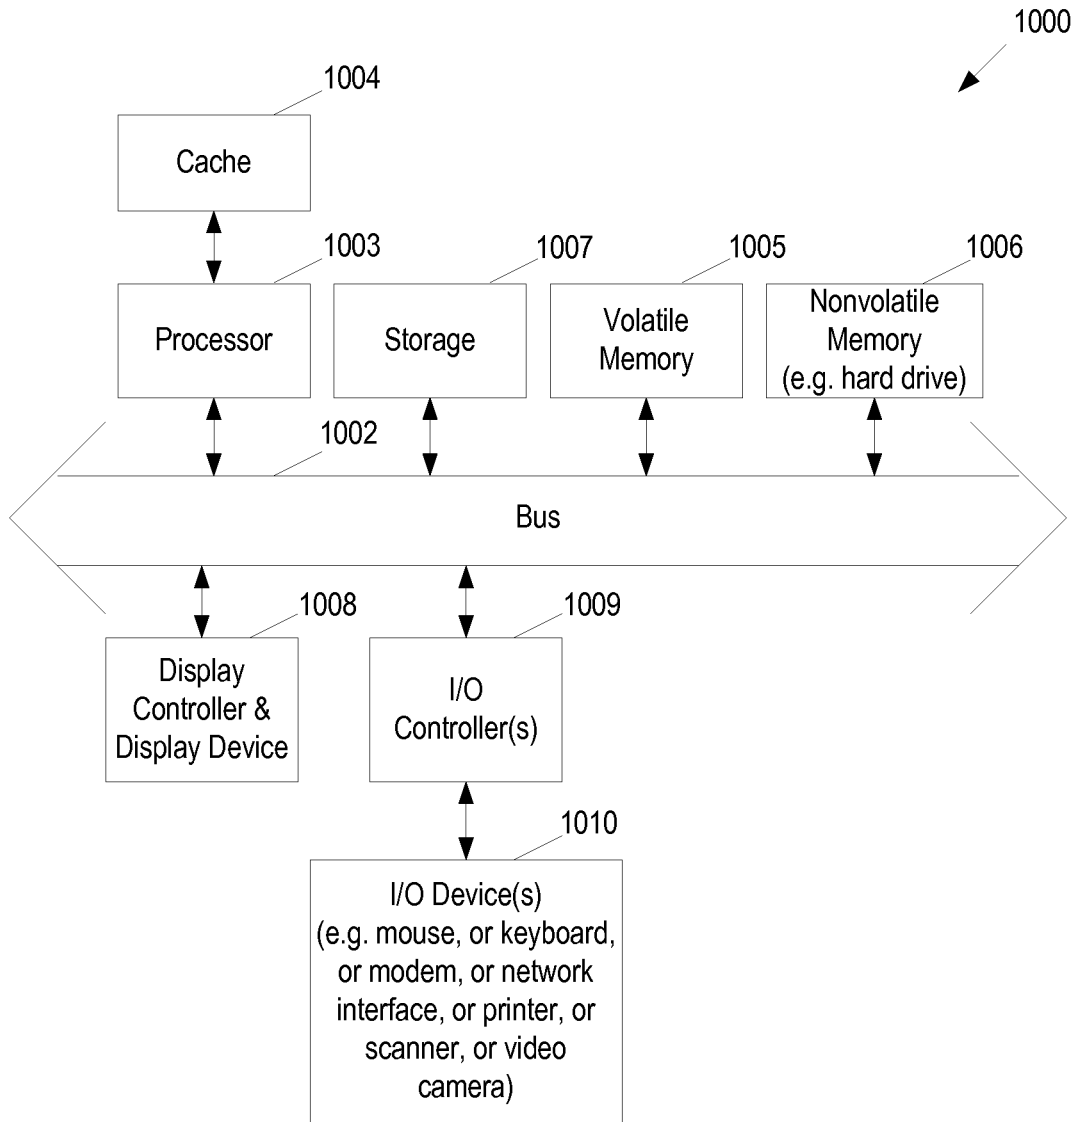 1000
1004
Cache
1003
1007
1005
1006
Processor
Storage
Volatile
Memory
Nonvolatile
Memory
(e.g. hard drive)
1002
Bus
1008
1009
Display
Controller &
Display Device
I/O
Controller(s)
1010
I/O Device(s)
(e.g. mouse, or keyboard,
or modem, or network
interface, or printer, or
scanner, or video
camera)